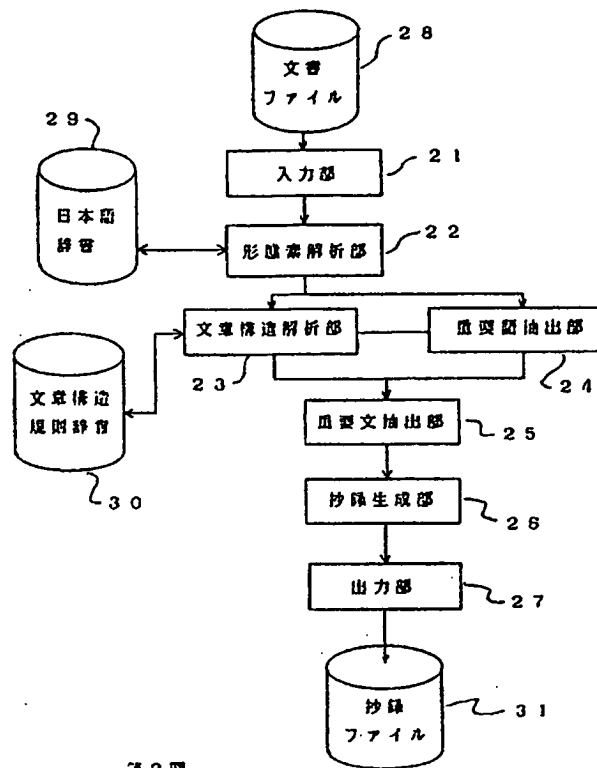 28
文書
ファイル
29
入力部
21
日本語
辞書
形態素解析部
22
文章構造解析部
重要語抽出部
23
24
文章構造
規則辞書
重要文抽出部
25
30
抄録生成部
26
出力部
27
抄録
ファイル
31